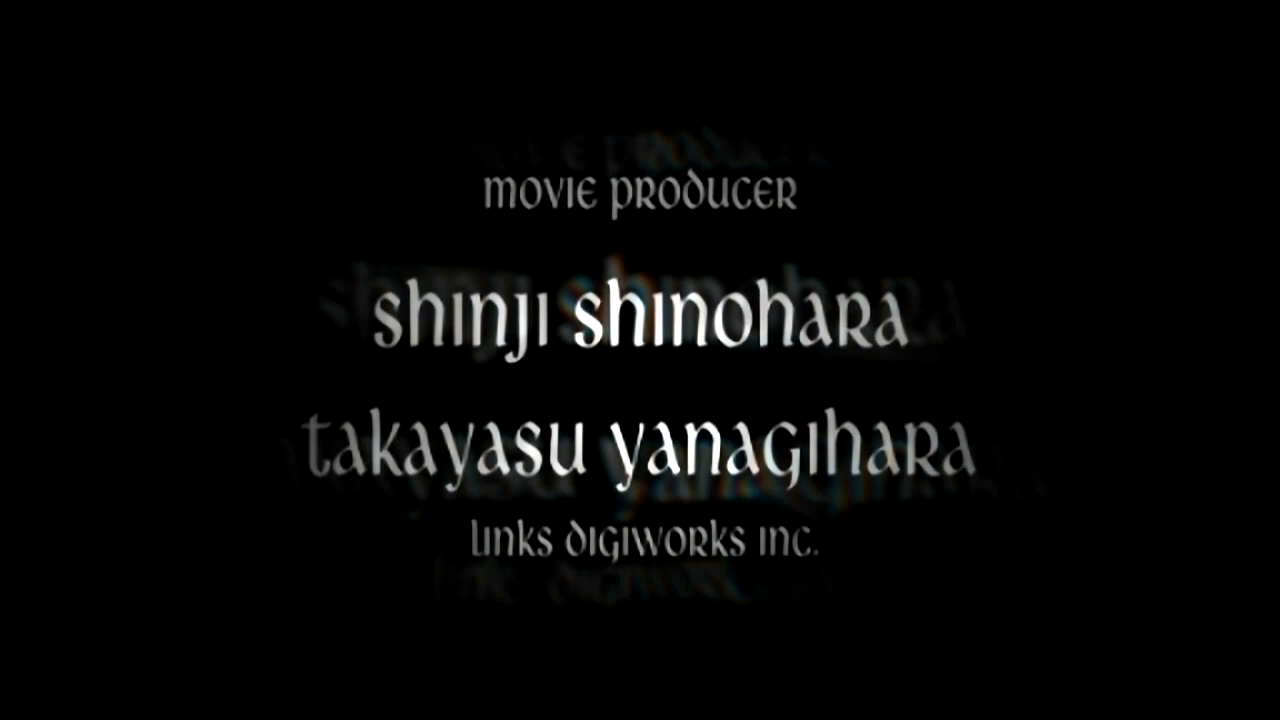 MOVIE PRODUCER
SHINJI SHINOHARA
TAKAYASU YANAGIHARA
LINKS DIGIWORKS INC.